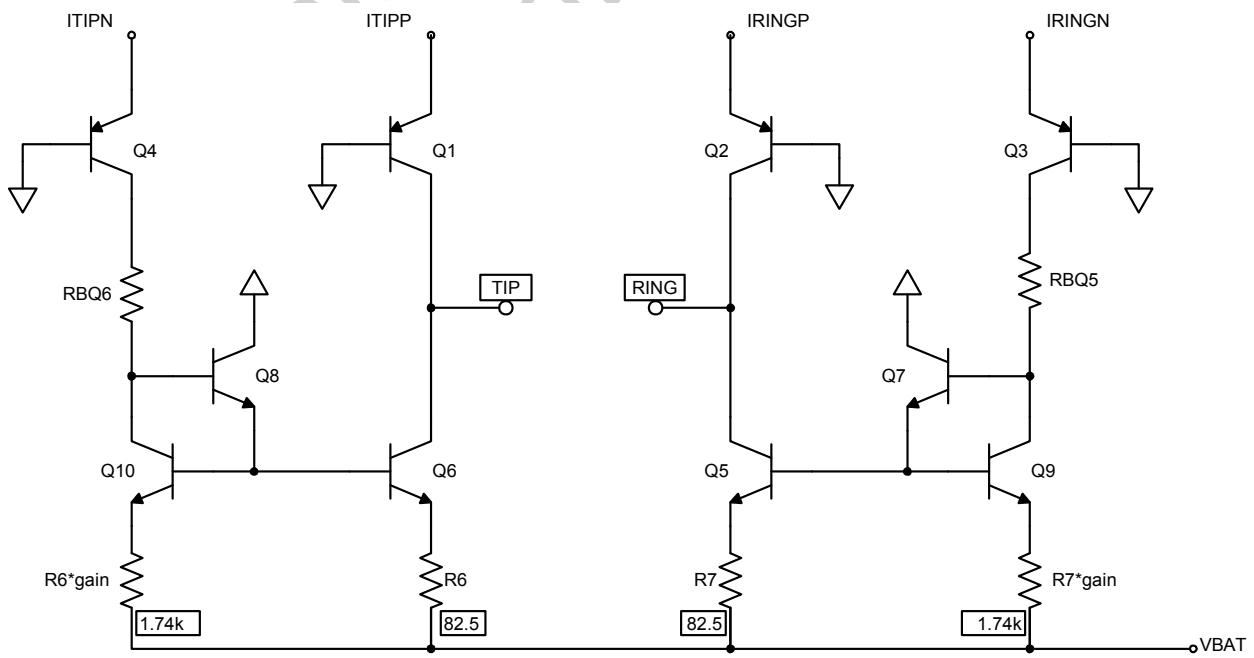 ITIPN
ITIPP
IRINGP
IRINGN
Q4
Q1
Q2
Q3
RBQ6
TIP
RING
RBQ5
Q8
Q7
Q10
Q6
Q5
Q9
R6*gain
R6
R7
R7*gain
1.74k
82.5
82.5
1.74k
VBAT